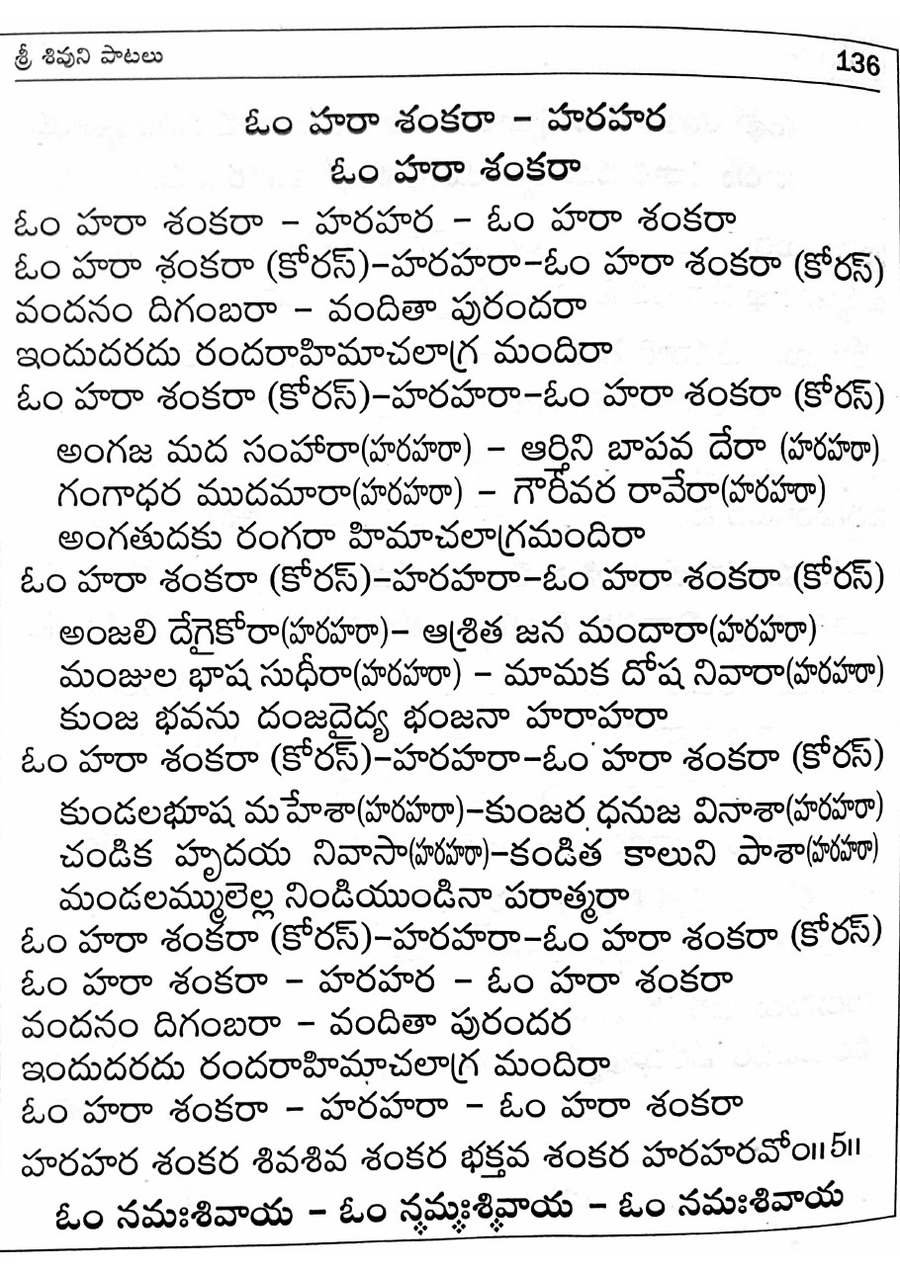 శ్రీ శివుని పాటలు 136
ఓం హరా శంకరా - హరహర
ఓం హరా శంకరా
ఓం హరా శంకరా - హరహర - ఓం హరా శంకరా
ఓం హరా శంకరా (కోరస్)-హరహరా-ఓం హరా శంకరా (కోరస్)
వందనం దిగంబరా - వందితా పురందరా
ఇందుదరదు రందరాహిమాచలాగ్ర మందిరా
ఓం హరా శంకరా (కోరస్)-హరహరా-ఓం హరా శంకరా (కోరస్)
అంగజ మద సంహారా(హరహరా) - ఆర్తిని బాపవ దేరా (హరహరా)
గంగాధర ముదమారా(హరహరా) - గౌరీవర రావేరా(హరహరా)
అంగతుదకు రంగరా హిమాచలాగ్రమందిరా
ఓం హరా శంకరా (కోరస్)-హరహరా-ఓం హరా శంకరా (కోరస్)
అంజలి దేగైకోరా(హరహరా)- ఆశ్రిత జన మందారా(హరహరా)
మంజుల భాష సుధీరా(హరహరా) - మామక దోష నివారా(హరహరా)
కుంజ భవను దంజదైద్య భంజనా హరాహరా
ఓం హరా శంకరా (కోరస్)-హరహరా-ఓం హరా శంకరా (కోరస్)
కుండలభూష మహేశా(హరహరా)-కుంజర ధనుజ వినాశా(హరహరా)
చండిక హృదయ నివాసా(హరహరా)-కండిత కాలుని పాశా(హరహరా)
మండలమ్ములెల్ల నిండియుండినా పరాత్మరా
ఓం హరా శంకరా (కోరస్)-హరహరా-ఓం హరా శంకరా (కోరస్)
ఓం హరా శంకరా - హరహర - ఓం హరా శంకరా
వందనం దిగంబరా - వందితా పురందర
ఇందుదరదు రందరాహిమాచలాగ్ర మందిరా
ఓం హరా శంకరా - హరహరా - ఓం హరా శంకరా
హరహర శంకర శివశివ శంకర భక్తవ శంకర హరహరవోం॥5॥
ఓం నమఃశివాయ - ఓం నమఃశివాయ - ఓం నమఃశివాయ